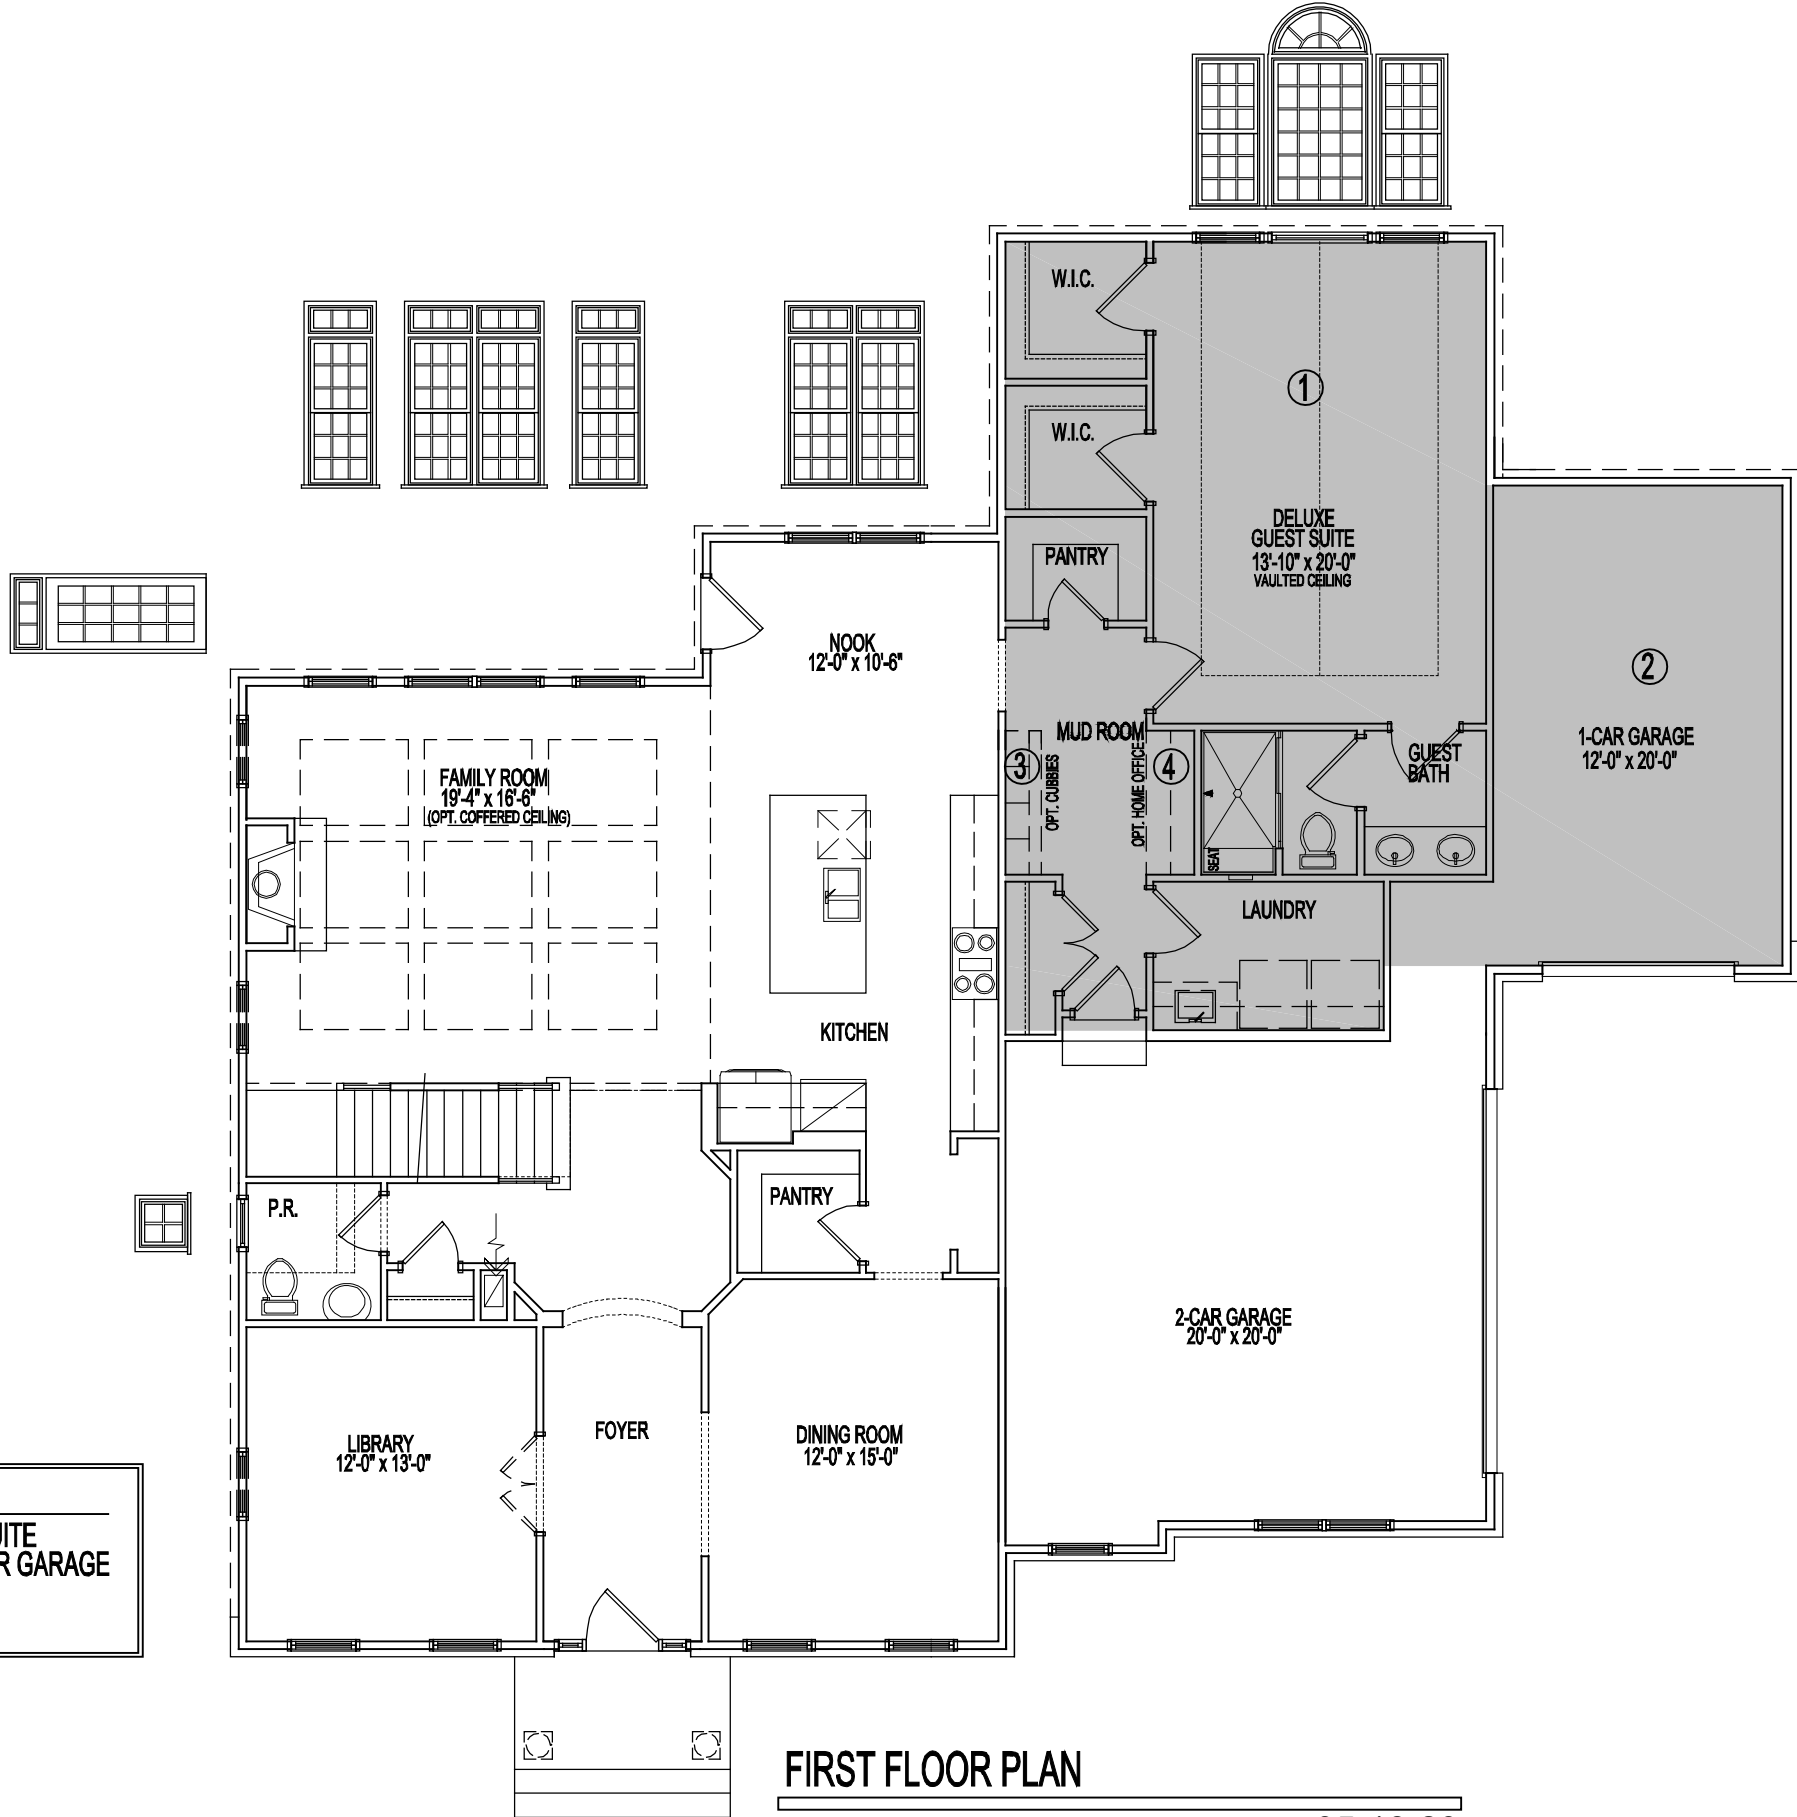 W.I.C.
1
W.I.C.
DELUXE
GUEST SUITE
13'-10" x 20'-0"
VAULTED CEILING
PANTRY
NOOK
12'-0" x 10'-6"
2
1-CAR GARAGE
12'-0" x 20'-0"
MUD ROOM
3
OPT. CUBBIES
OPT. HOME OFFICE
4
GUEST
BATH
SEAT
FAMILY ROOM
19'-4" x 16'-6"
(OPT. COFFERED CEILING)
LAUNDRY
KITCHEN
P.R.
PANTRY
2-CAR GARAGE
20'-0" x 20'-0"
LIBRARY
12'-0" x 13'-0"
FOYER
DINING ROOM
12'-0" x 15'-0"
GARAGE
FIRST FLOOR PLAN